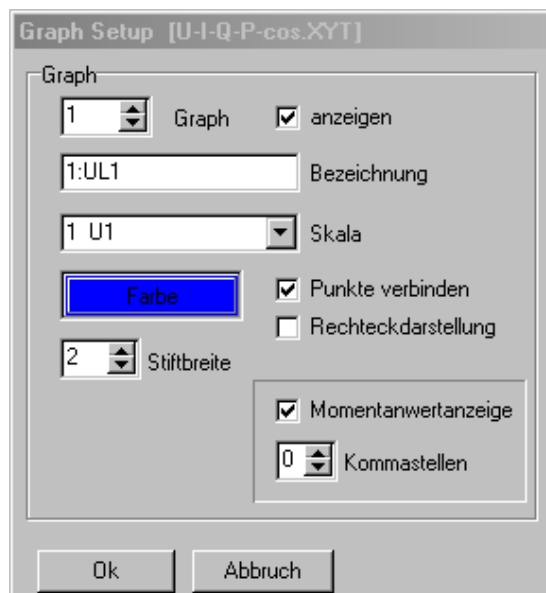 Graph Setup [U-I-Q-P-cos.XYT]
Graph
1 Graph anzeigen
1:UL1 Bezeichnung
1 U1 Skala
Farbe Punkte verbinden
Rechteckdarstellung
2 Stiftbreite
Momentanwertanzeige
0 Kommastellen
Ok Abbruch